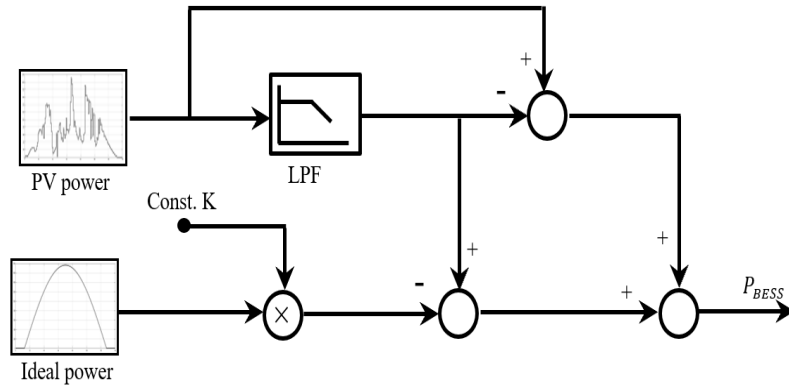 +
-
PV power
LPF
Const. K
+
+
-
+
×
P_BESS
Ideal power